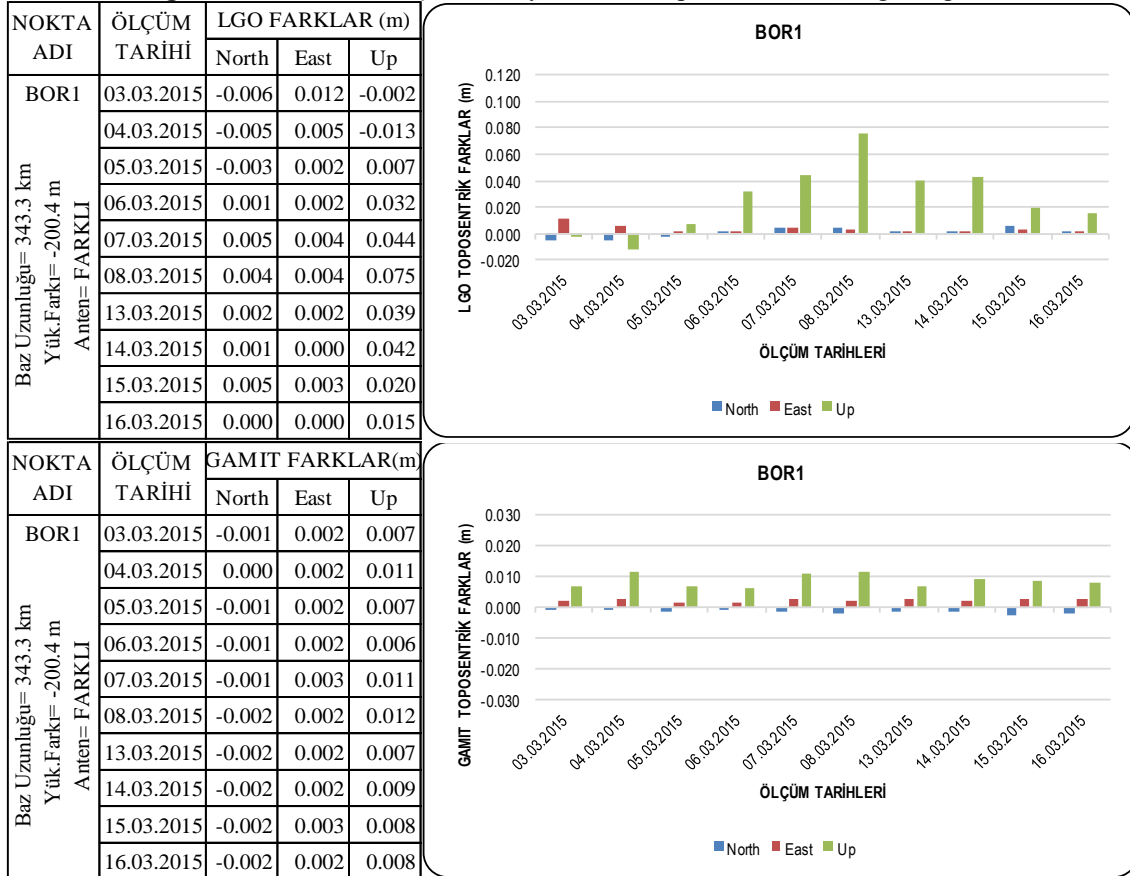 NOKTA ADI ÖLÇÜM TARİHİ LGO FARKLAR (m)
North East Up
BOR1 03.03.2015 -0.006 0.012 -0.002
04.03.2015 -0.005 0.005 -0.013
05.03.2015 -0.003 0.002 0.007
06.03.2015 0.001 0.002 0.032
07.03.2015 0.005 0.004 0.044
08.03.2015 0.004 0.004 0.075
13.03.2015 0.002 0.002 0.039
14.03.2015 0.001 0.000 0.042
15.03.2015 0.005 0.003 0.020
16.03.2015 0.000 0.000 0.015
Baz Uzunluğu= 343.3 km
Yük.Farkı= -200.4 m
Anten= FARKLI
BOR1
LGO TOPOSENTRİK FARKLAR (m)
0.120
0.100
0.080
0.060
0.040
0.020
0.000
-0.020
03.03.2015 04.03.2015 05.03.2015 06.03.2015 07.03.2015 08.03.2015 13.03.2015 14.03.2015 15.03.2015 16.03.2015
ÖLÇÜM TARİHLERİ
North East Up
NOKTA ADI ÖLÇÜM TARİHİ GAMIT FARKLAR(m)
North East Up
BOR1 03.03.2015 -0.001 0.002 0.007
04.03.2015 0.000 0.002 0.011
05.03.2015 -0.001 0.002 0.007
06.03.2015 -0.001 0.002 0.006
07.03.2015 -0.001 0.003 0.011
08.03.2015 -0.002 0.002 0.012
13.03.2015 -0.002 0.002 0.007
14.03.2015 -0.002 0.002 0.009
15.03.2015 -0.002 0.003 0.008
16.03.2015 -0.002 0.002 0.008
Baz Uzunluğu= 343.3 km
Yük.Farkı= -200.4 m
Anten= FARKLI
BOR1
GAMIT TOPOSENTRİK FARKLAR (m)
0.030
0.020
0.010
0.000
-0.010
-0.020
-0.030
03.03.2015 04.03.2015 05.03.2015 06.03.2015 07.03.2015 08.03.2015 13.03.2015 14.03.2015 15.03.2015 16.03.2015
ÖLÇÜM TARİHLERİ
North East Up